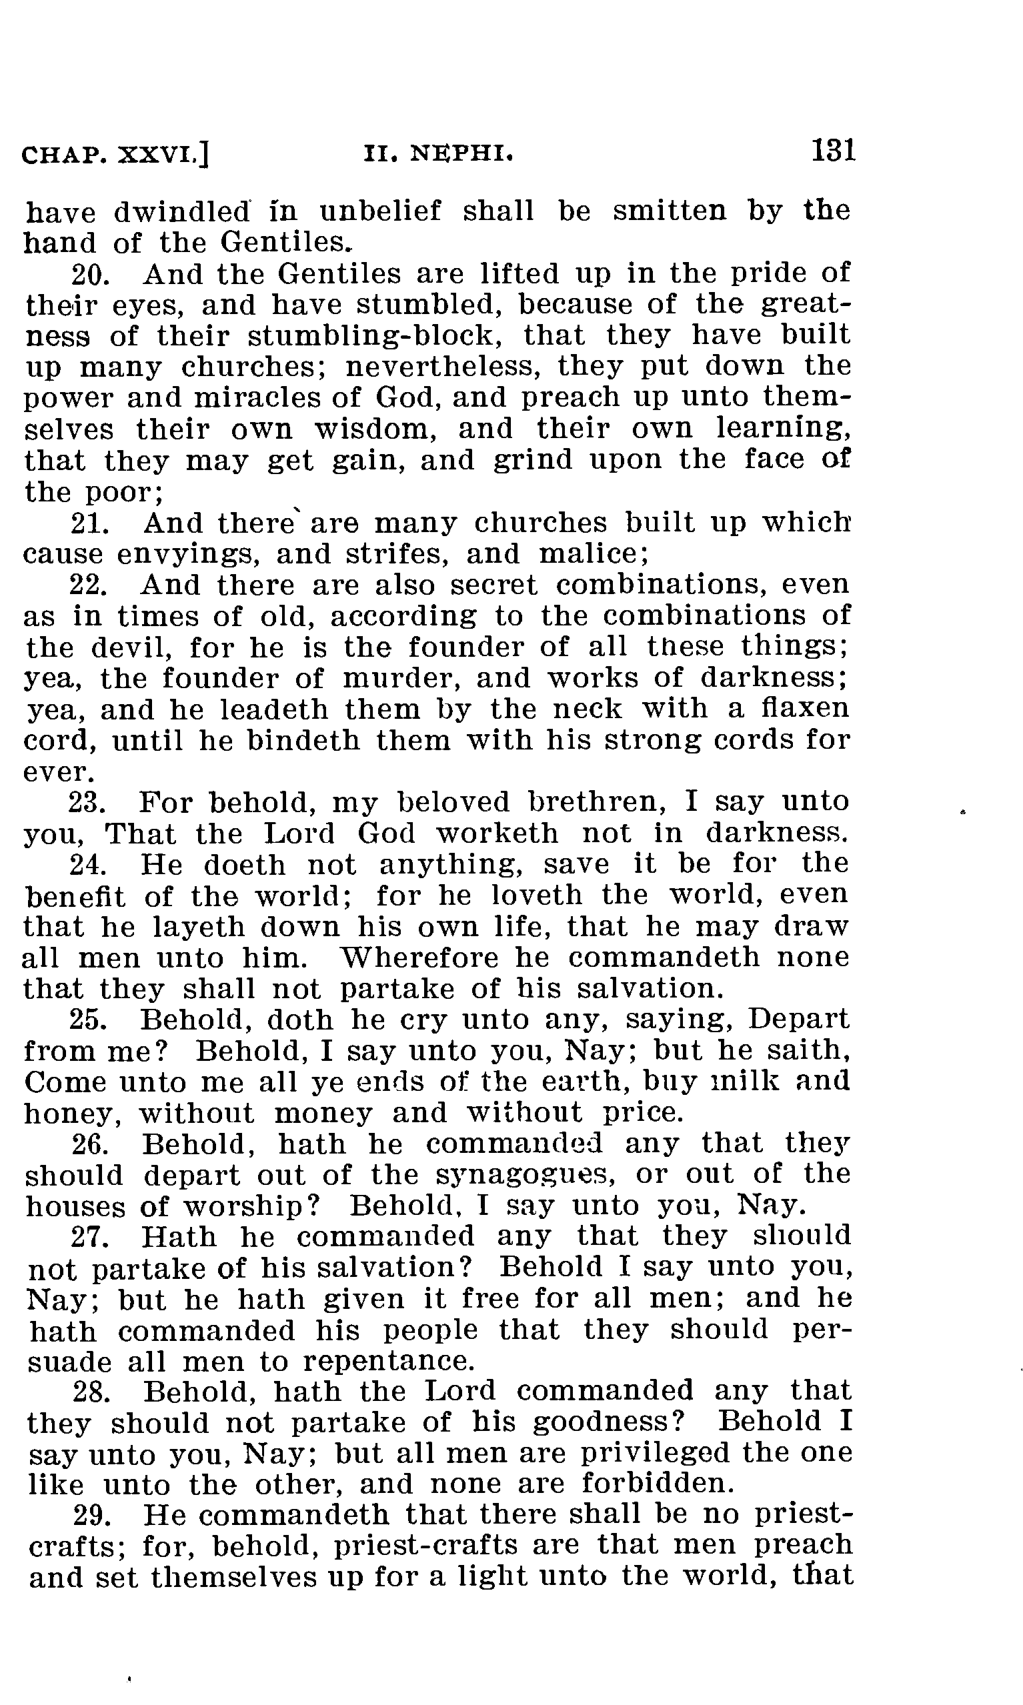 CHAP. XXVI.] II. NEPHI. 131
have dwindled in unbelief shall be smitten by the
hand of the Gentiles.
20. And the Gentiles are lifted up in the pride of
their eyes, and have stumbled, because of the great-
ness of their stumbling-block, that they have built
up many churches; nevertheless, they put down the
power and miracles of God, and preach up unto them-
selves their own wisdom, and their own learning,
that they may get gain, and grind upon the face of
the poor;
21. And there are many churches built up which
cause envyings, and strifes, and malice;
22. And there are also secret combinations, even
as in times of old, according to the combinations of
the devil, for he is the founder of all these things;
yea, the founder of murder, and works of darkness;
yea, and he leadeth them by the neck with a flaxen
cord, until he bindeth them with his strong cords for
ever.
23. For behold, my beloved brethren, I say unto
you, That the Lord God worketh not in darkness.
24. He doeth not anything, save it be for the
benefit of the world; for he loveth the world, even
that he layeth down his own life, that he may draw
all men unto him. Wherefore he commandeth none
that they shall not partake of his salvation.
25. Behold, doth he cry unto any, saying, Depart
from me? Behold, I say unto you, Nay; but he saith,
Come unto me all ye ends of the earth, buy milk and
honey, without money and without price.
26. Behold, hath he commanded any that they
should depart out of the synagogues, or out of the
houses of worship? Behold, I say unto you, Nay.
27. Hath he commanded any that they should
not partake of his salvation? Behold I say unto you,
Nay; but he hath given it free for all men; and he
hath commanded his people that they should per-
suade all men to repentance.
28. Behold, hath the Lord commanded any that
they should not partake of his goodness? Behold I
say unto you, Nay; but all men are privileged the one
like unto the other, and none are forbidden.
29. He commandeth that there shall be no priest-
crafts; for, behold, priest-crafts are that men preach
and set themselves up for a light unto the world, that